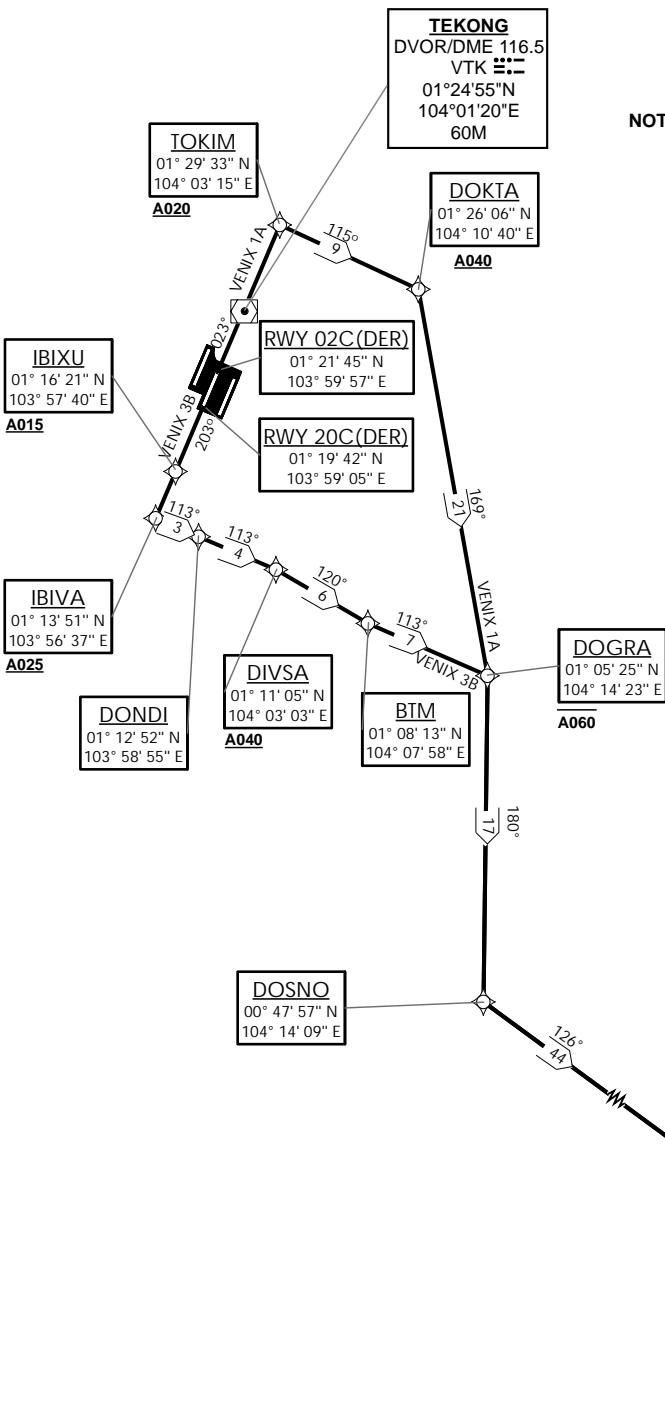 TEKONG
DVOR/DME 116.5
VTK
01°24'55"N
104°01'20"E
60M
NOT
TOKIM
01° 29' 33" N
104° 03' 15" E
A020
DOKTA
01° 26' 06" N
104° 10' 40" E
A040
115°
9
VENIX 1A
023°
RWY 02C(DER)
01° 21' 45" N
103° 59' 57" E
IBIXU
01° 16' 21" N
103° 57' 40" E
A015
VENIX 3B
203°
RWY 20C(DER)
01° 19' 42" N
103° 59' 05" E
169°
21
113°
3
113°
4
120°
6
113°
7
VENIX 3B
VENIX 1A
IBIVA
01° 13' 51" N
103° 56' 37" E
A025
DONDI
01° 12' 52" N
103° 58' 55" E
DIVSA
01° 11' 05" N
104° 03' 03" E
A040
BTM
01° 08' 13" N
104° 07' 58" E
DOGRA
01° 05' 25" N
104° 14' 23" E
A060
180°
17
DOSNO
00° 47' 57" N
104° 14' 09" E
126°
44